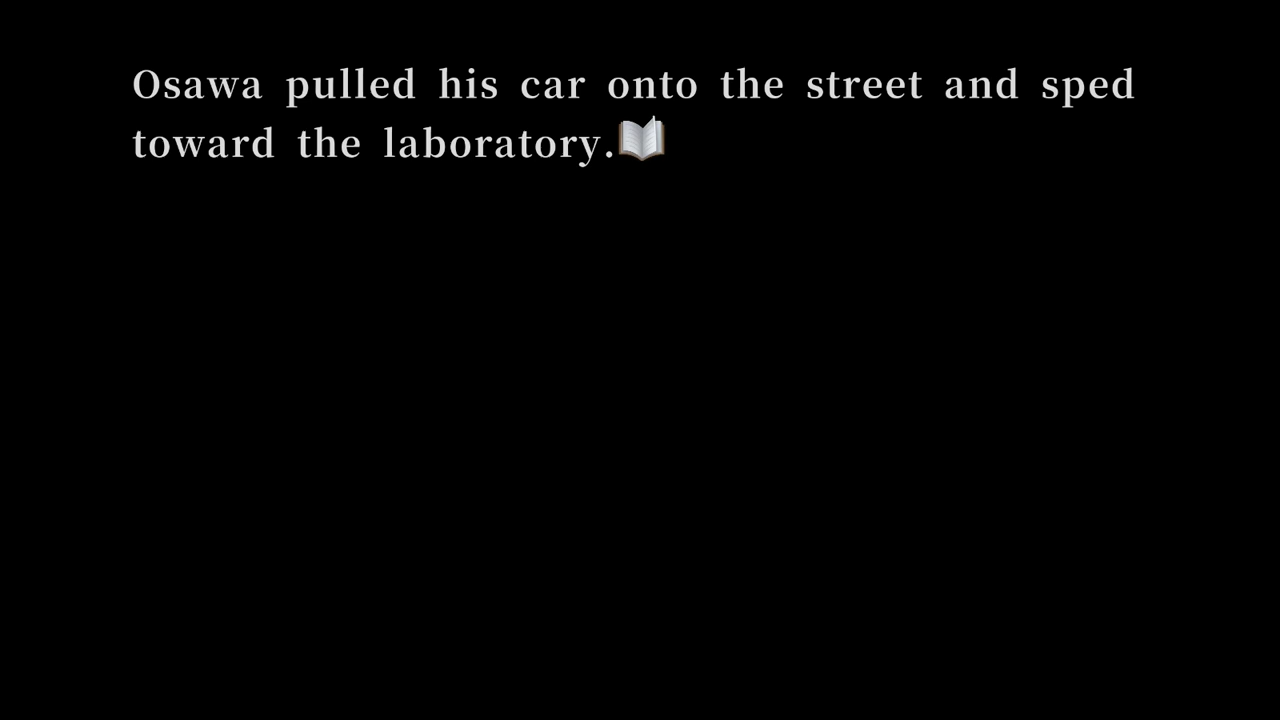 Osawa pulled his car onto the street and sped
toward the laboratory.